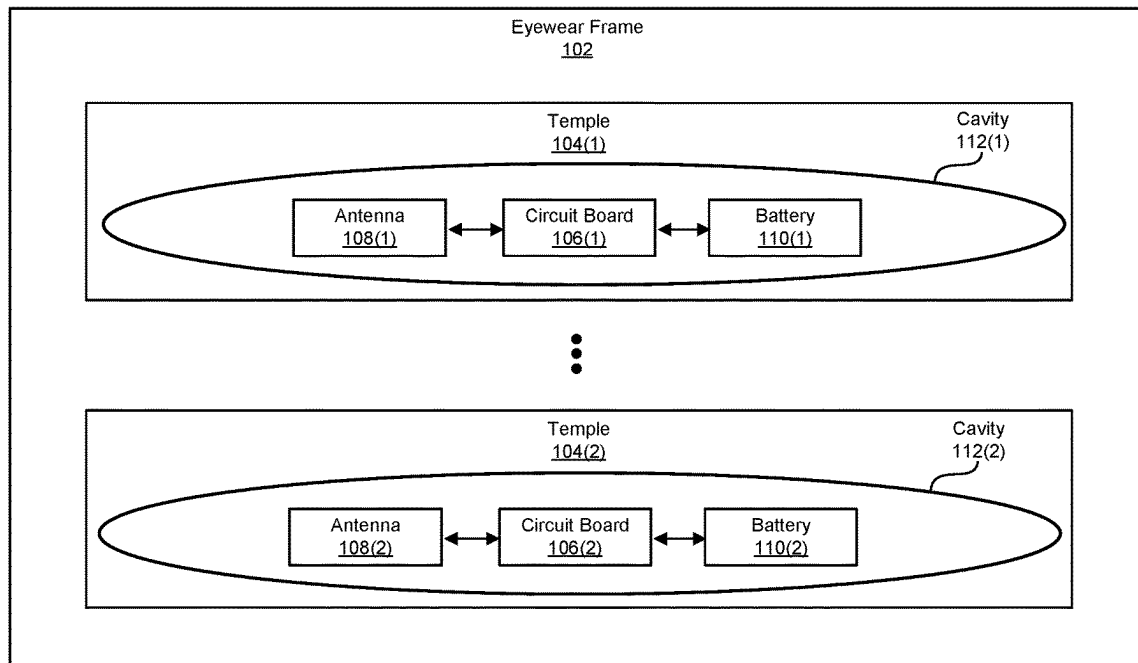 Eyewear Frame
102
Temple
104(1)
Cavity
112(1)
Antenna
108(1)
Circuit Board
106(1)
Battery
110(1)
Temple
104(2)
Cavity
112(2)
Antenna
108(2)
Circuit Board
106(2)
Battery
110(2)